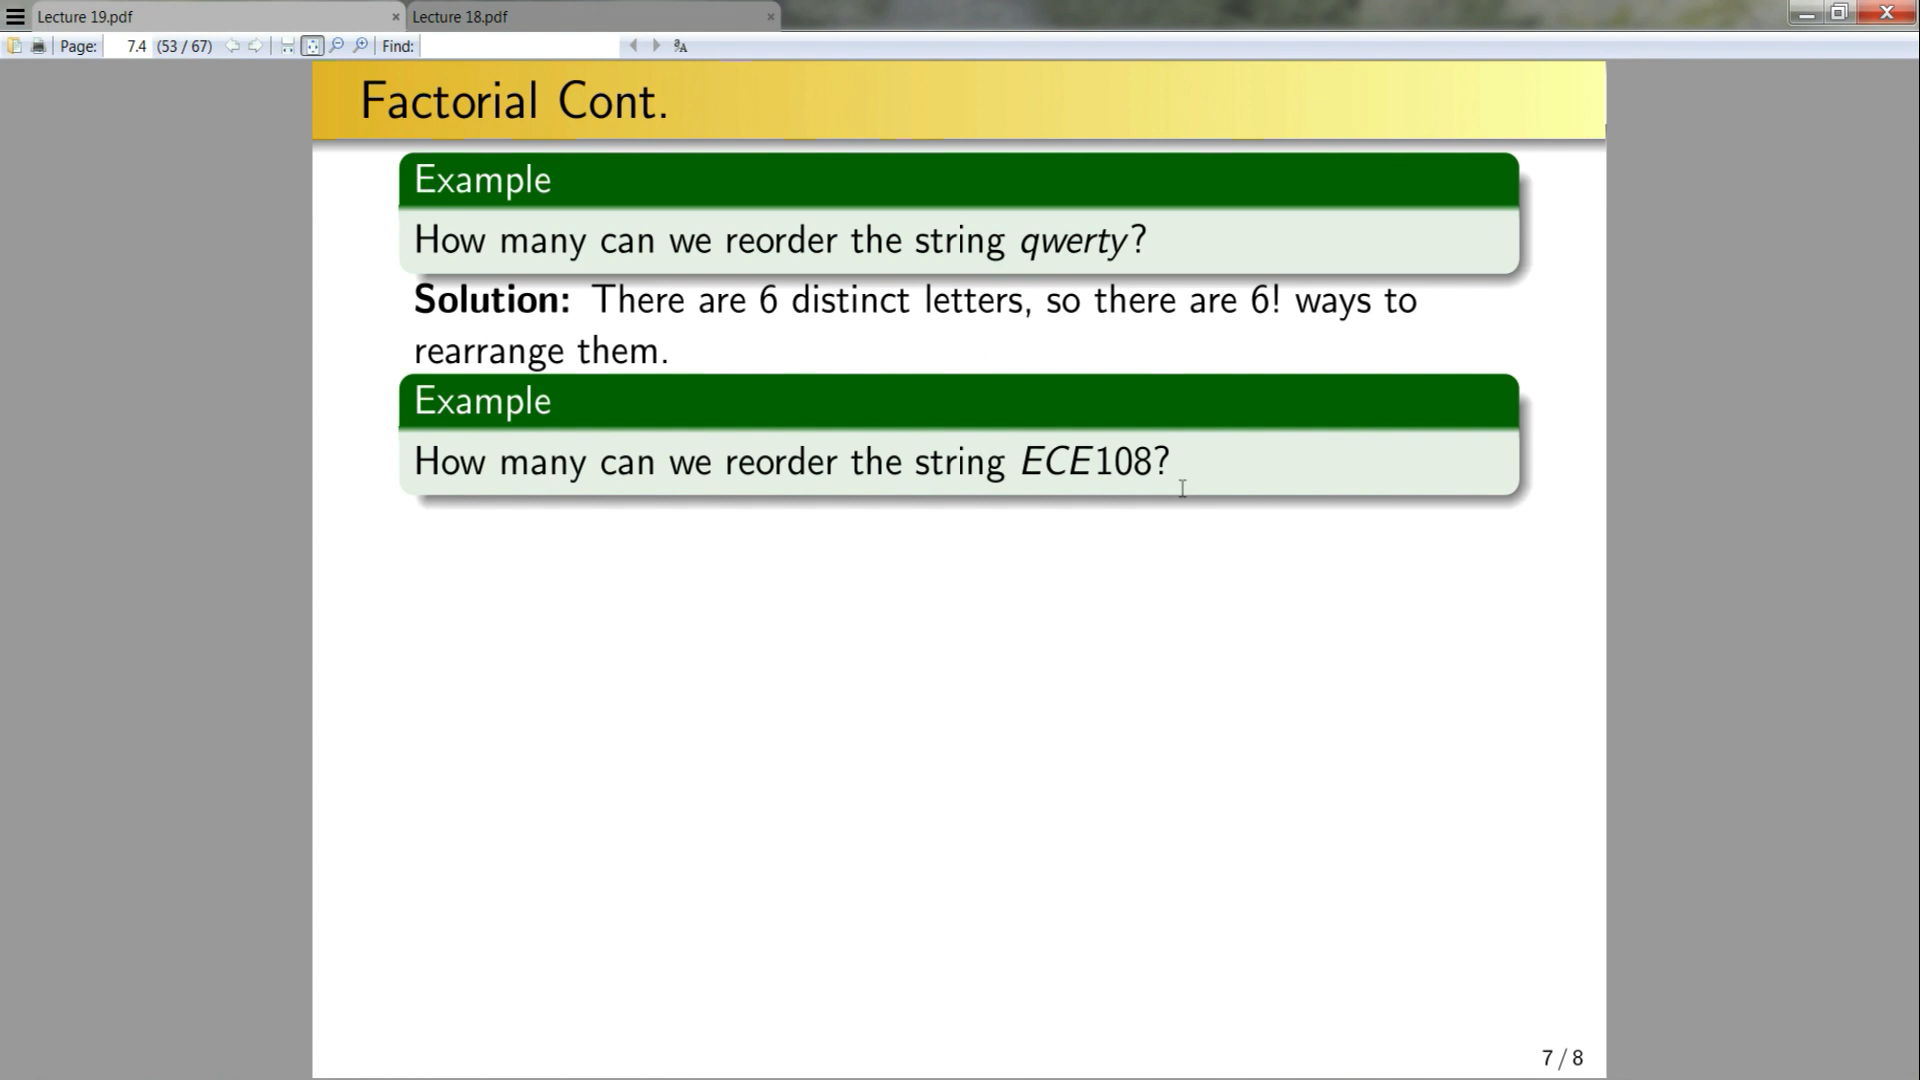 Lecture 19.pdf
Lecture 18.pdf
Page: 7.4 (53 / 67) Find:
Factorial Cont.
Example
How many can we reorder the string qwerty?
Solution: There are 6 distinct letters, so there are 6! ways to
rearrange them.
Example
How many can we reorder the string ECE108?
7 / 8